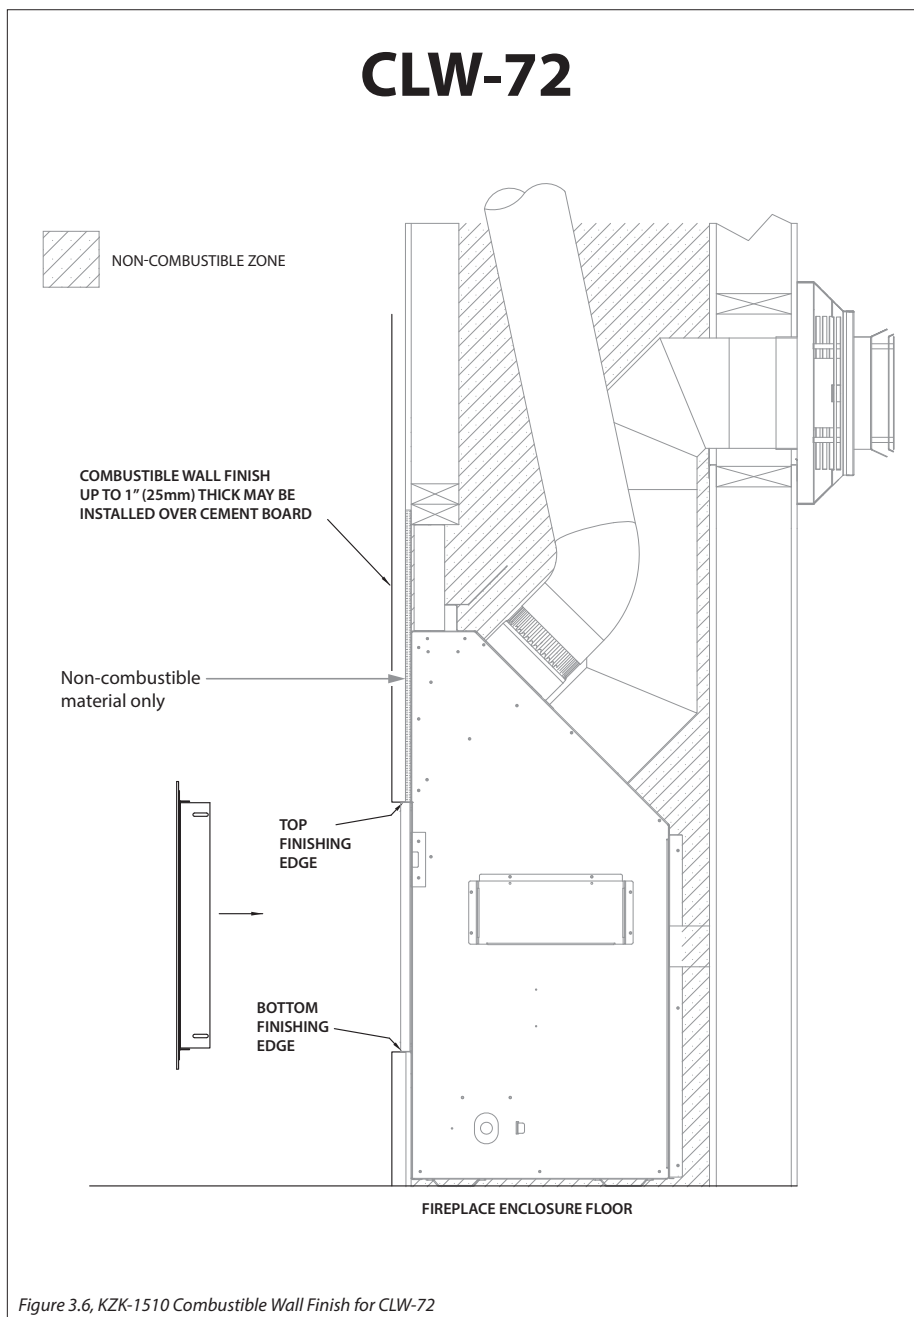 CLW-72
NON-COMBUSTIBLE ZONE
COMBUSTIBLE WALL FINISH
UP TO 1” (25mm) THICK MAY BE
INSTALLED OVER CEMENT BOARD
Non-combustible
material only
TOP
FINISHING
EDGE
BOTTOM
FINISHING
EDGE
FIREPLACE ENCLOSURE FLOOR
Figure 3.6, KZK-1510 Combustible Wall Finish for CLW-72